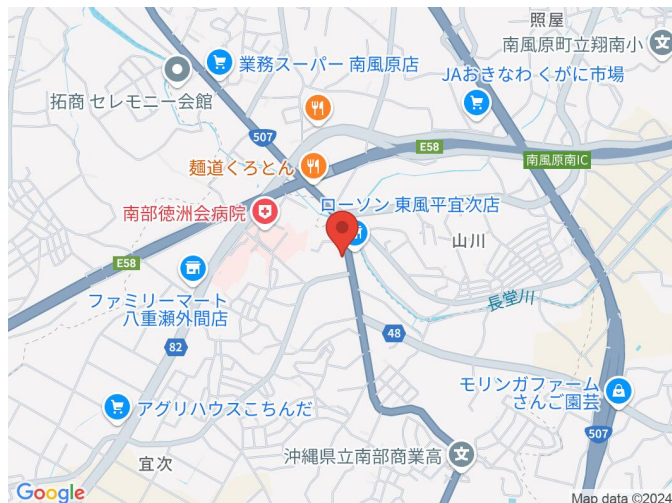 照屋
南風原町立翔南小
業務スーパー 南風原店
JAおきなわ くがに市場
拓商 セレモニー会館
507
E58
麺道くろとん
南風原南IC
南部徳洲会病院
ローソン 東風平宜次店
山川
E58
長堂川
ファミリーマート
八重瀬外間店
48
82
モリンガファーム
さんご園芸
アグリハウスこちんだ
507
沖縄県立南部商業高
宜次
Google
Map data ©2024